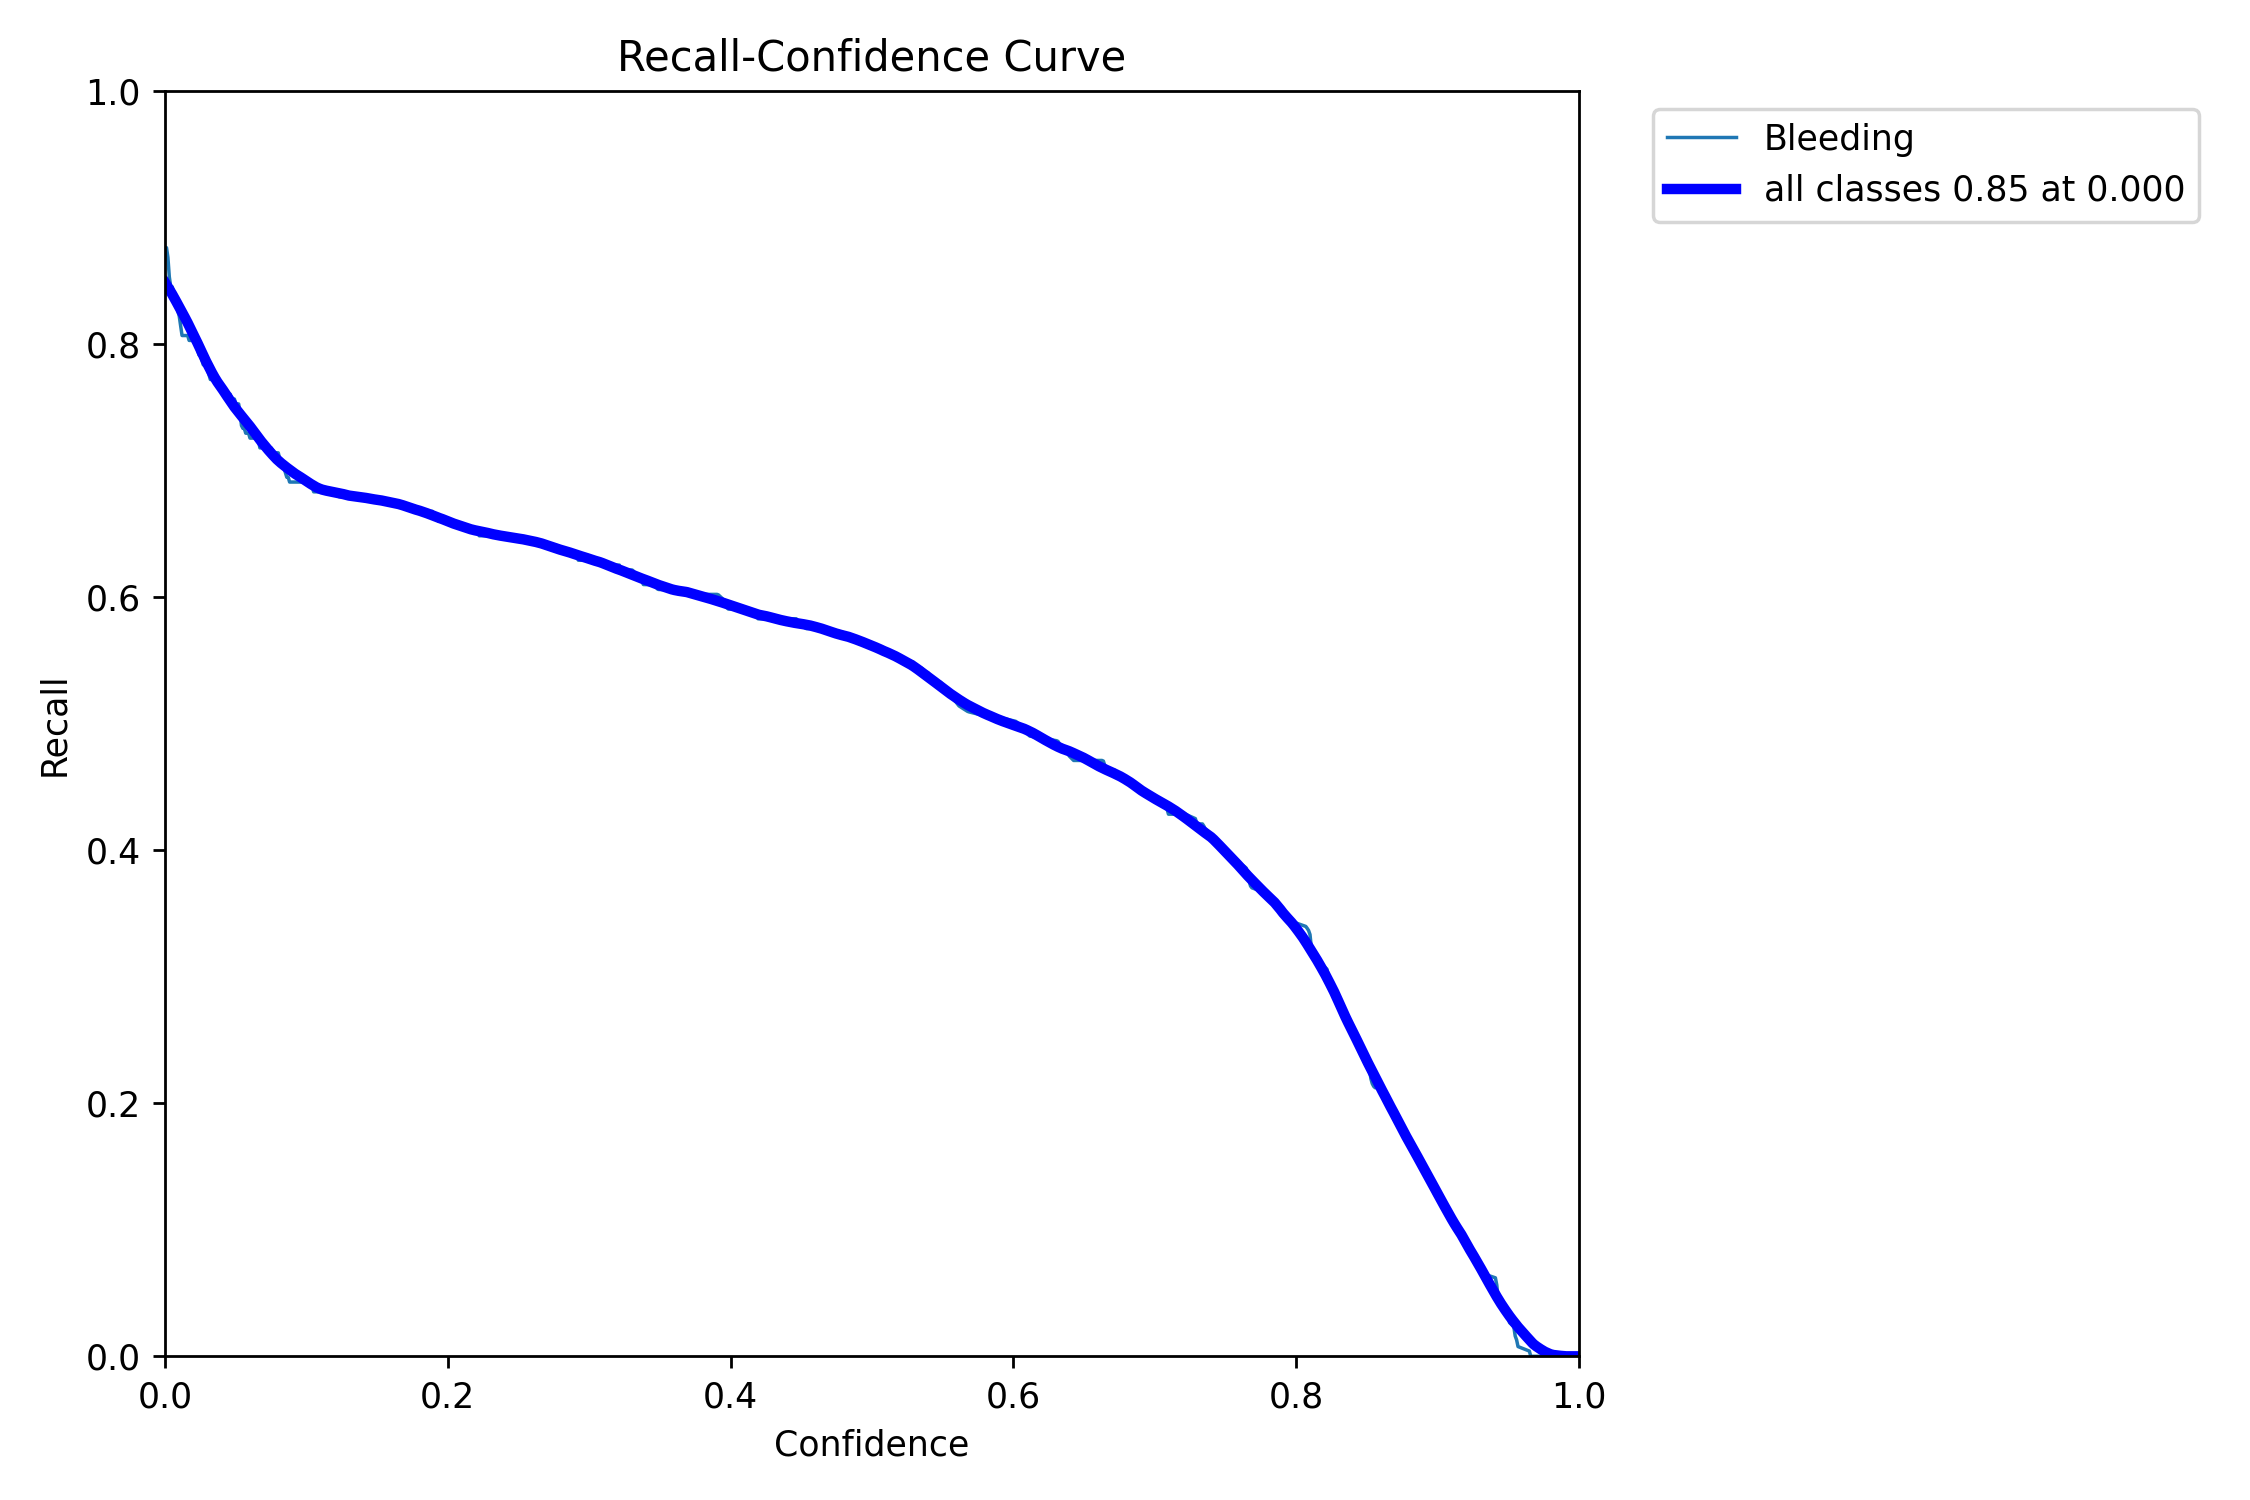 Recall-Confidence Curve
1.0
0.8
0.6
0.4
0.2
0.0
Recall
0.0 0.2 0.4 0.6 0.8 1.0
Confidence
Bleeding
all classes 0.85 at 0.000